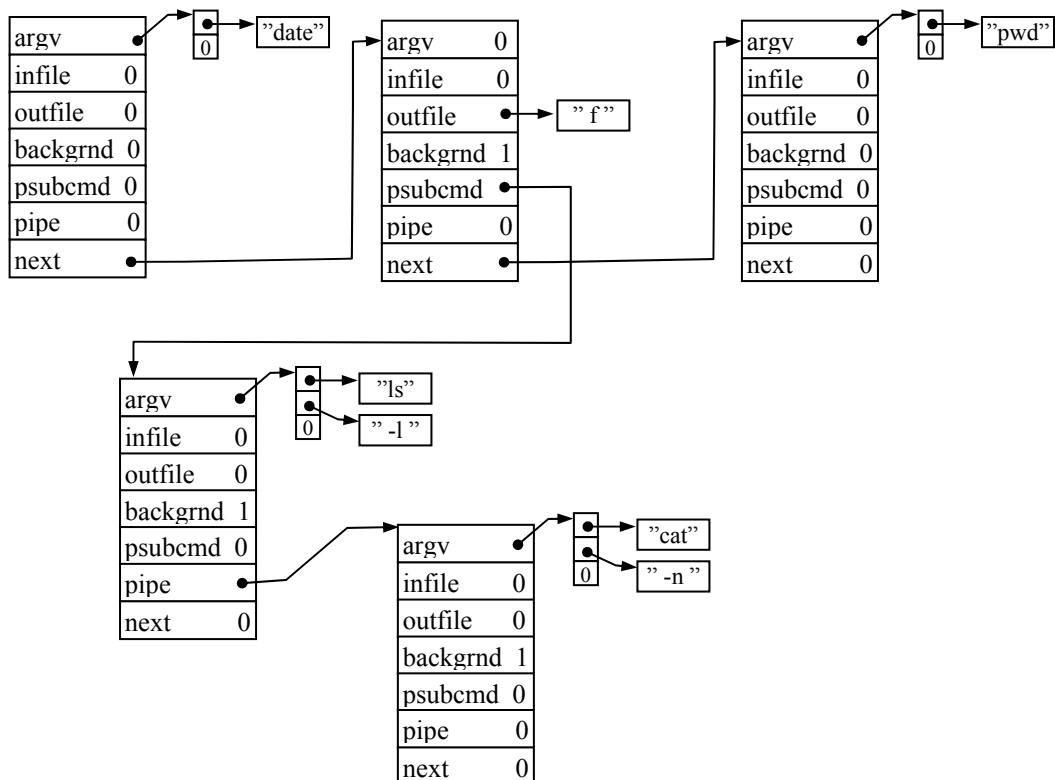 argv
0
"date"
infile 0
outfile 0
backgrnd 0
psubcmd 0
pipe 0
next
argv 0
infile 0
outfile
" f "
backgrnd 1
psubcmd
pipe 0
next
argv
0
"pwd"
infile 0
outfile 0
backgrnd 0
psubcmd 0
pipe 0
next 0
argv
"ls"
" -l "
0
infile 0
outfile 0
backgrnd 1
psubcmd 0
pipe
next 0
argv
"cat"
" -n "
0
infile 0
outfile 0
backgrnd 1
psubcmd 0
pipe 0
next 0